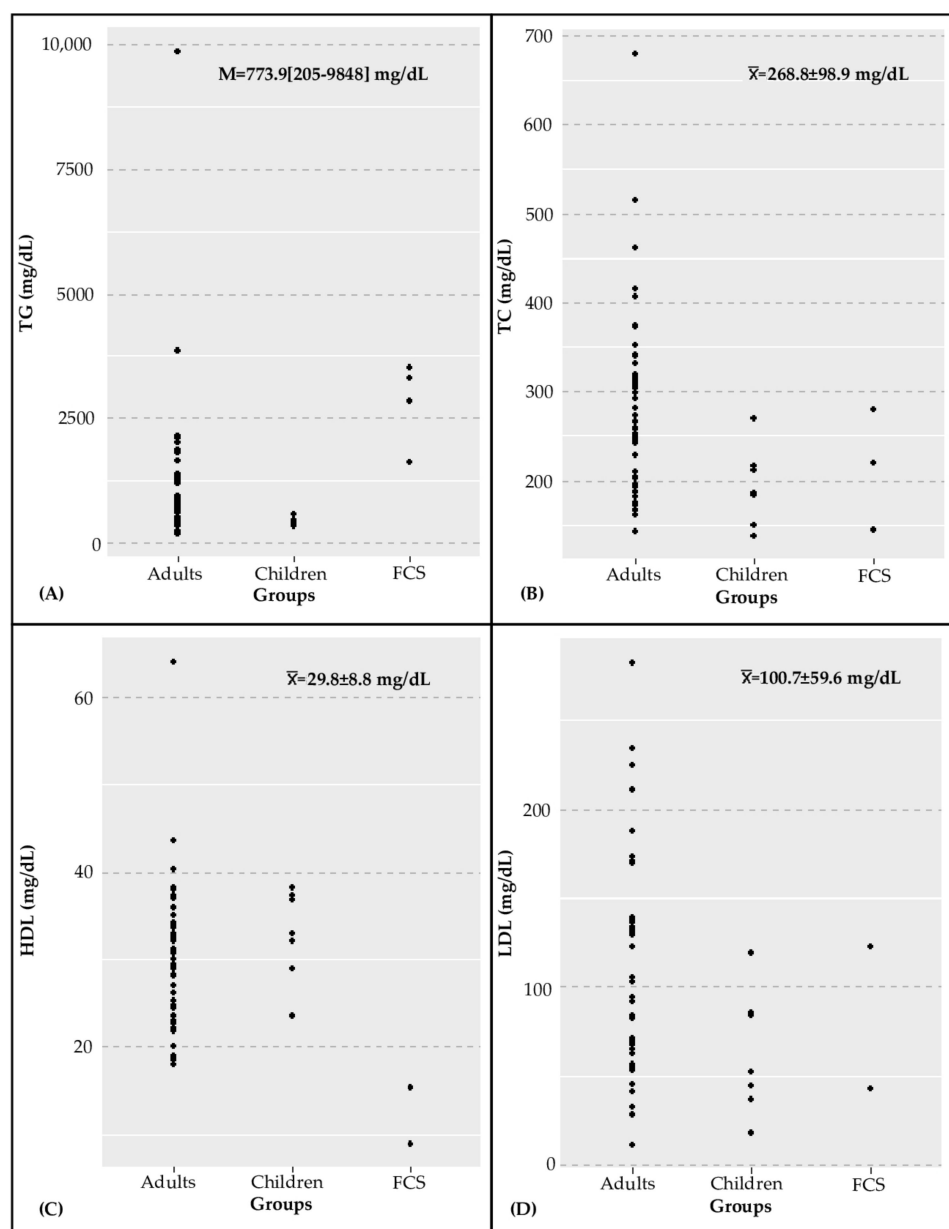 10,000
M=773.9[205-9848] mg/dL
7500
5000
2500
0
TG (mg/dL)
Adults
Children
FCS
Groups
(A)
700
x̅=268.8±98.9 mg/dL
600
500
400
300
200
TC (mg/dL)
Adults
Children
FCS
Groups
(B)
x̅=29.8±8.8 mg/dL
60
40
20
HDL (mg/dL)
Adults
Children
FCS
Groups
(C)
x̅=100.7±59.6 mg/dL
200
100
0
LDL (mg/dL)
Adults
Children
FCS
Groups
(D)